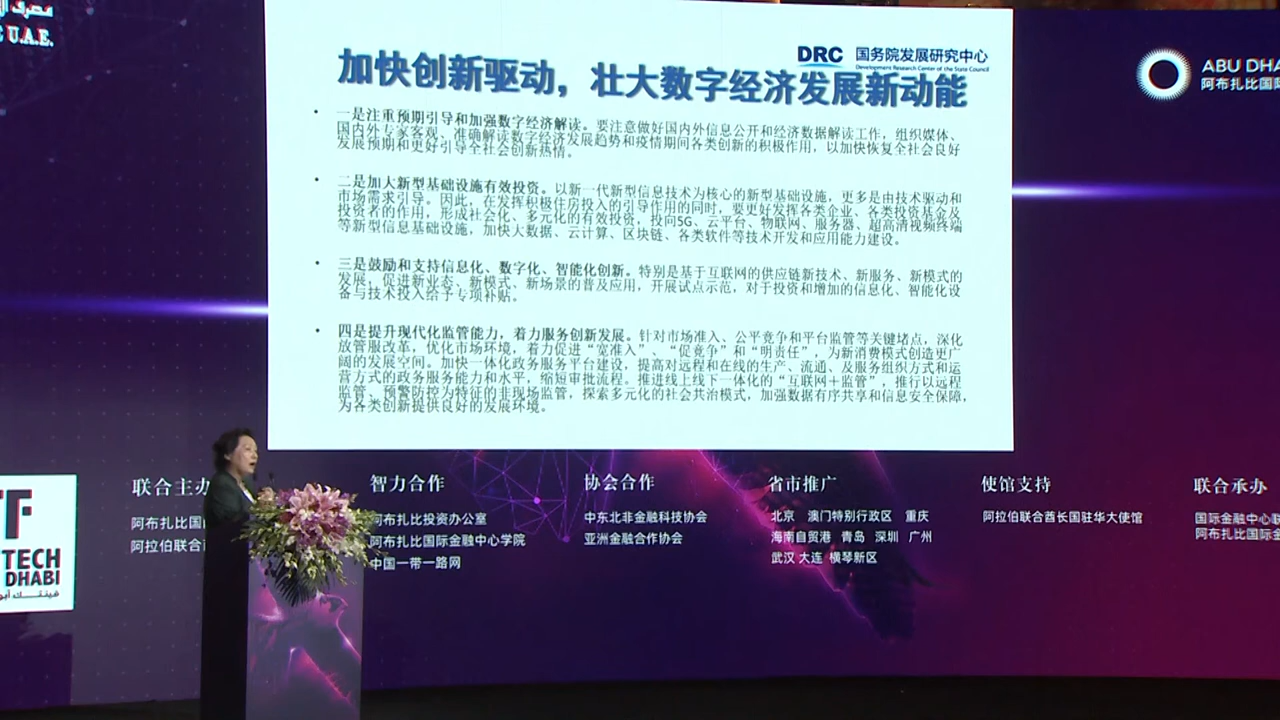 مصرف
U.A.E.
DRC 国务院发展研究中心
Development Research Center of the State Council
加快创新驱动，壮大数字经济发展新动能
ABU DHA
阿布扎比国际
• 一是注重预期引导和加强数字经济解读。要注意做好国内外信息公开和经济数据解读工作，组织媒体、
国内外专家客观、准确解读数字经济发展趋势和疫情期间各类创新的积极作用，以加快恢复全社会良好
发展预期和更好引导全社会创新热情。
• 二是加大新型基础设施有效投资。以新一代新型信息技术为核心的新型基础设施，更多是由技术驱动和
市场需求引导。因此，在发挥积极住房投入的引导作用的同时，要更好发挥各类企业、各类投资基金及
投资者的作用，形成社会化、多元化的有效投资，投向5G、云平台、物联网、服务器、超高清视频终端
等新型信息基础设施，加快大数据、云计算、区块链、各类软件等技术开发和应用能力建设。
• 三是鼓励和支持信息化、数字化、智能化创新。特别是基于互联网的供应链新技术、新服务、新模式的
发展，促进新业态、新模式、新场景的普及应用，开展试点示范，对于投资和增加的信息化、智能化设
备与技术投入给予专项补贴。
• 四是提升现代化监管能力，着力服务创新发展。针对市场准入、公平竞争和平台监管等关键堵点，深化
放管服改革，优化市场环境，着力促进“宽准入”、“促竞争”和“明责任”，为新消费模式创造更广
阔的发展空间。加快一体化政务服务平台建设，提高对远程和在线的生产、流通、及服务组织方式和运
营方式的政务服务能力和水平，缩短审批流程。推进线上线下一体化的“互联网+监管”，推行以远程
监管、预警防控为特征的非现场监管，探索多元化的社会共治模式，加强数据有序共享和信息安全保障，
为各类创新提供良好的发展环境。
联合主办
阿布扎比国
阿拉伯联合
智力合作
阿布扎比投资办公室
阿布扎比国际金融中心学院
中国一带一路网
协会合作
中东北非金融科技协会
亚洲金融合作协会
省市推广
北京 澳门特别行政区 重庆
海南自贸港 青岛 深圳 广州
武汉 大连 横琴新区
使馆支持
阿拉伯联合酋长国驻华大使馆
联合承办
国际金融中心
阿布扎比国际金
TF
TECH
DHABI
فينتك أبو